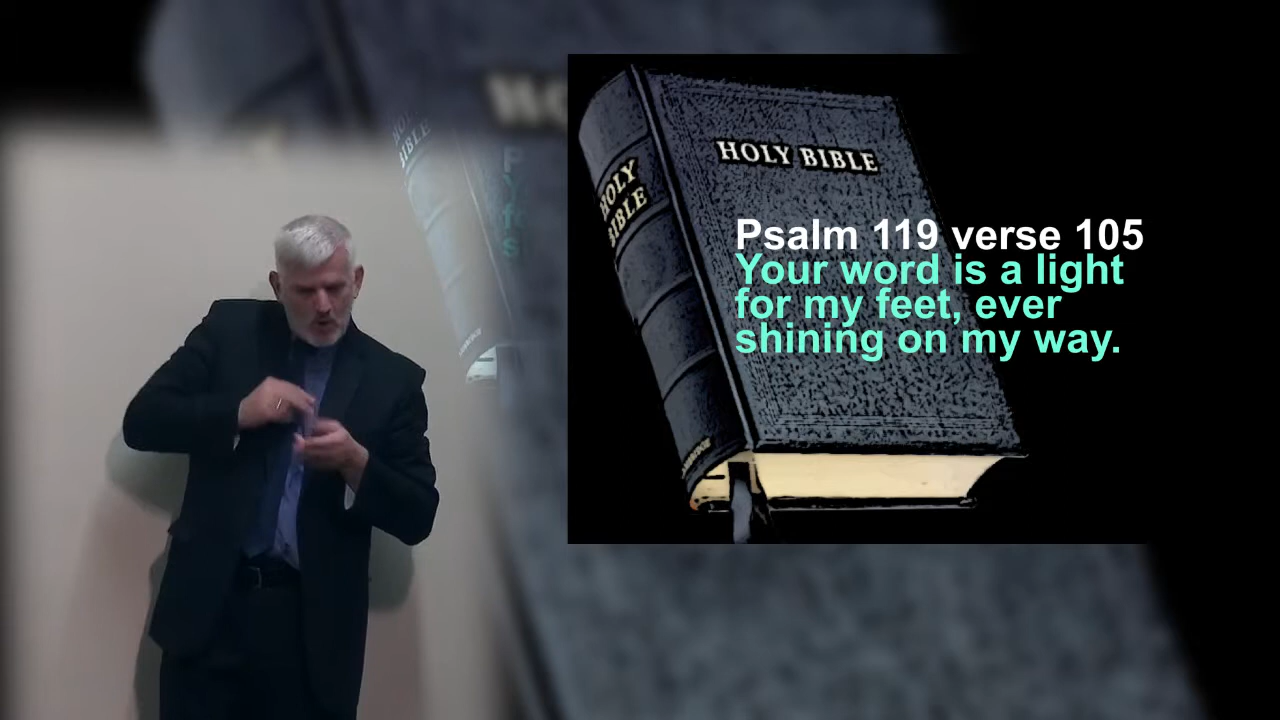 HOLY BIBLE
HOLY
BIBLE
Psalm 119 verse 105
Your word is a light
for my feet, ever
shining on my way.